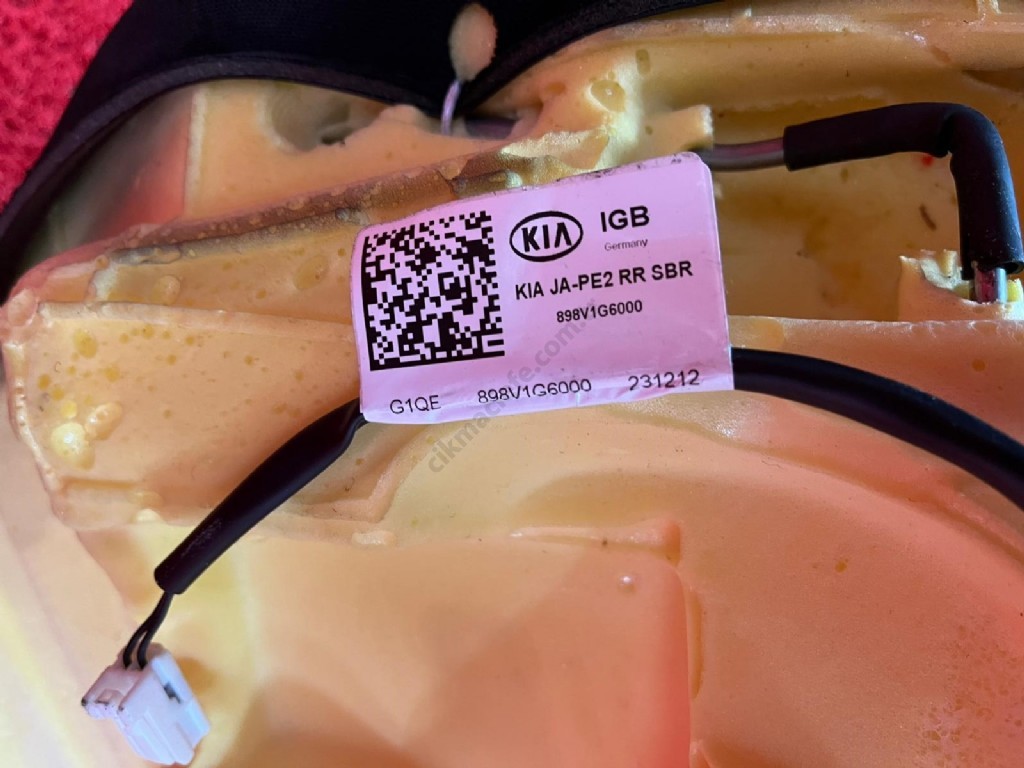 KIA IGB
Germany
KIA JA-PE2 RR SBR
898V1G6000
G1QE 898V1G6000 231212